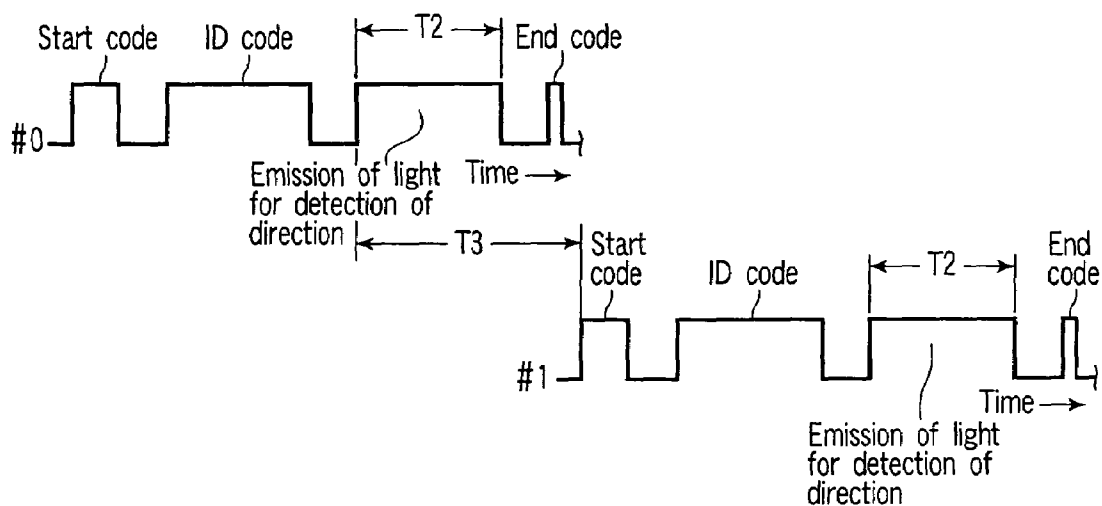 Start code
ID code
T2
End code
#0
Emission of light
for detection of
direction
Time
T3
Start
code
ID code
T2
End
code
#1
Time
Emission of light
for detection of
direction